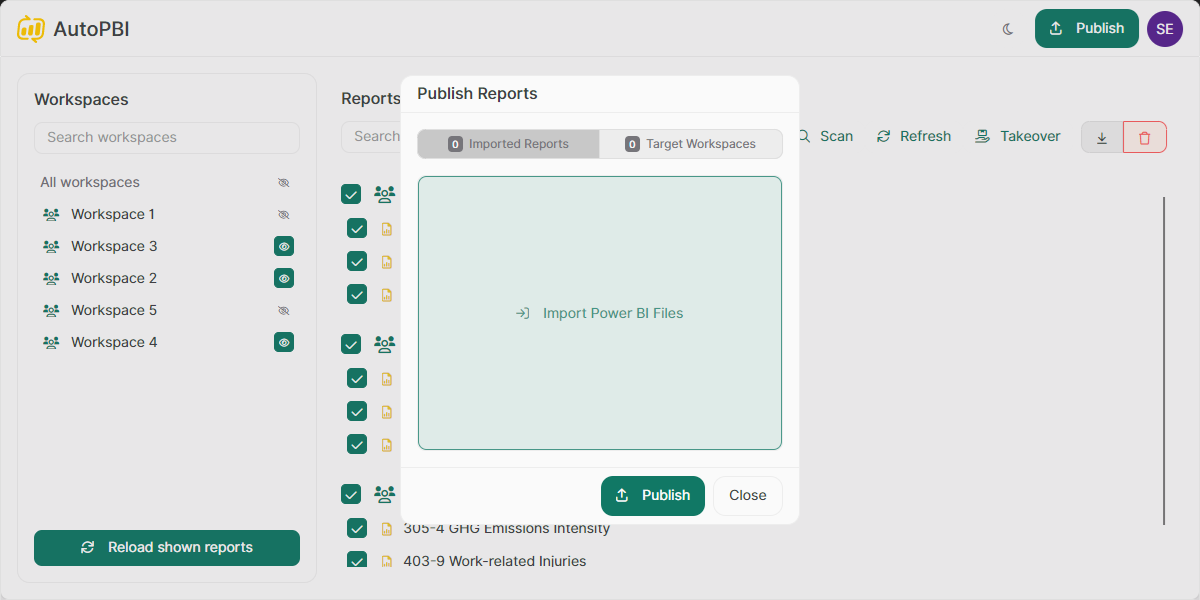 AutoPBI
Publish
SE
Workspaces
Search workspaces
All workspaces
Workspace 1
Workspace 3
Workspace 2
Workspace 5
Workspace 4
Reload shown reports
Reports
Search
Scan
Refresh
Takeover
Publish Reports
0 Imported Reports
0 Target Workspaces
Import Power BI Files
Publish
Close
305-4 GHG Emissions Intensity
403-9 Work-related Injuries